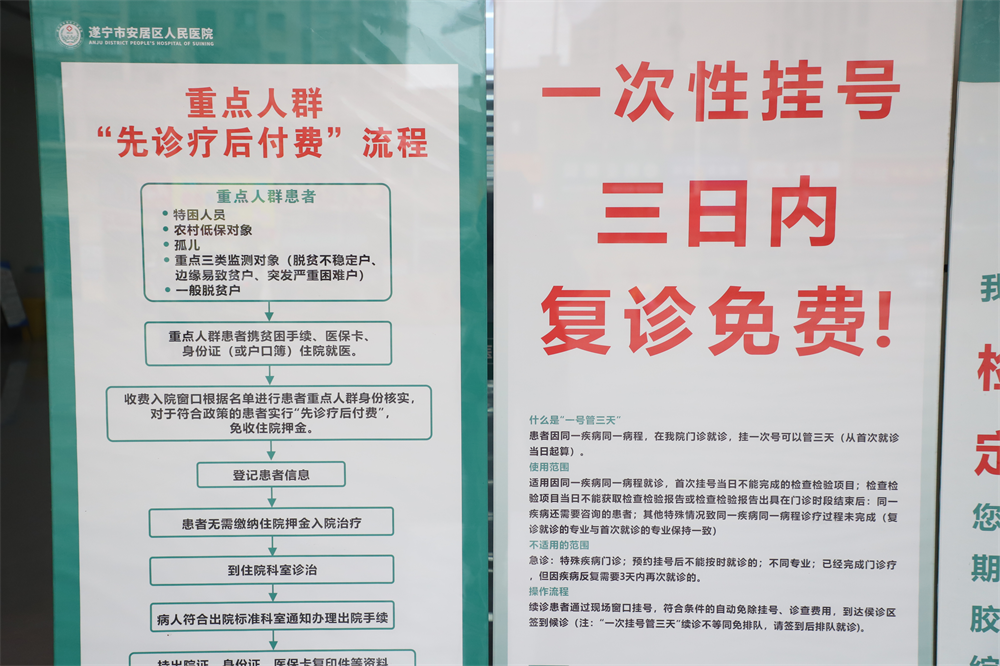 遂宁市安居区人民医院
ANJU DISTRICT PEOPLE'S HOSPITAL OF SUINING
重点人群
“先诊疗后付费”流程
重点人群患者
• 特困人员
• 农村低保对象
• 孤儿
• 重点三类监测对象（脱贫不稳定户、
边缘易致贫户、突发严重困难户）
• 一般脱贫户
重点人群患者携贫困手续、医保卡、
身份证（或户口簿）住院就医。
收费入院窗口根据名单进行患者重点人群身份核实，
对于符合政策的患者实行“先诊疗后付费”，
免收住院押金。
登记患者信息
患者无需缴纳住院押金入院治疗
到住院科室诊治
病人符合出院标准科室通知办理出院手续
持出院证、身份证、医保卡复印件等资料
一次性挂号
三日内
复诊免费!
什么是“一号管三天”
患者因同一疾病同一病程，在我院门诊就诊，挂一次号可以管三天（从首次就诊
当日起算）。
使用范围
适用因同一疾病同一病程就诊，首次挂号当日不能完成的检查检验项目；检查检
验项目当日不能获取检查检验报告或检查检验报告出具在门诊时段结束后：同一
疾病还需要咨询的患者；其他特殊情况致同一疾病同一病程诊疗过程未完成（复
诊就诊的专业与首次就诊的专业保持一致）
不适用的范围
急诊：特殊疾病门诊；预约挂号后不能按时就诊的；不同专业；已经完成门诊疗
，但因疾病反复需要3天内再次就诊的。
操作流程
续诊患者通过现场窗口挂号，符合条件的自动免除挂号、诊查费用，到达侯诊区
签到候诊（注：“一次挂号管三天”续诊不等同免排队，请签到后排队就诊)。
我
检
定
您
期
胶